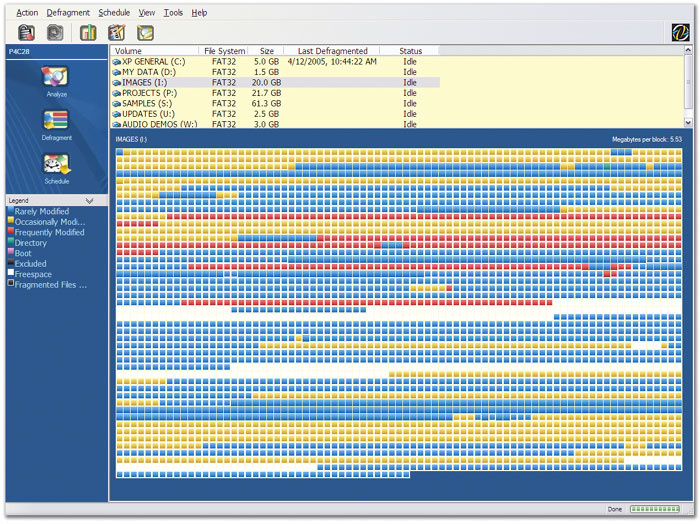 Action Defragment Schedule View Tools Help
P4C28
Analyze
Defragment
Schedule
Legend
Rarely Modified
Occasionally Modi...
Frequently Modified
Directory
Boot
Excluded
Freespace
Fragmented Files ...
Volume File System Size Last Defragmented Status
XP GENERAL (C:) FAT32 5.0 GB 4/12/2005, 10:44:22 AM Idle
MY DATA (D:) FAT32 1.5 GB Idle
IMAGES (I:) FAT32 20.0 GB Idle
PROJECTS (P:) FAT32 21.7 GB Idle
SAMPLES (S:) FAT32 61.3 GB Idle
UPDATES (U:) FAT32 2.5 GB Idle
AUDIO DEMOS (W:) FAT32 3.0 GB Idle
IMAGES (I:) Megabytes per block: 5.53
Done